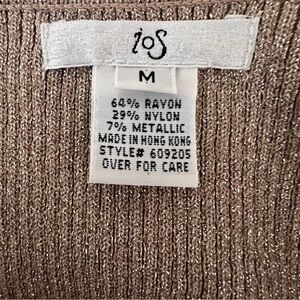 ioS
M
64% RAYON
29% NYLON
7% METALLIC
MADE IN HONG KONG
STYLE# 609205
OVER FOR CARE